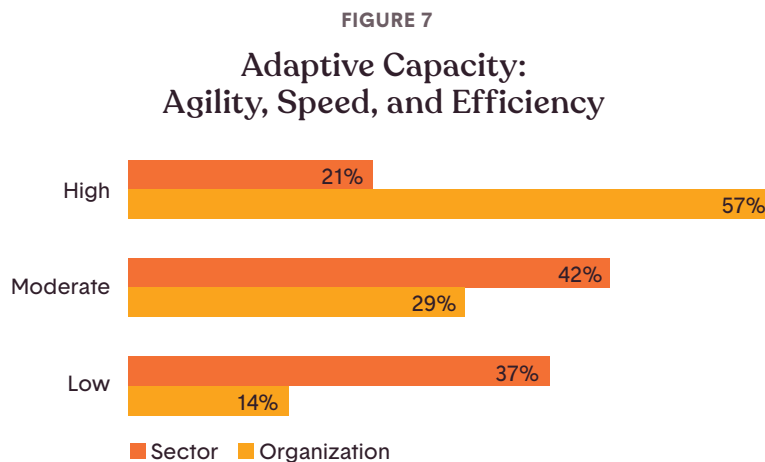 FIGURE 7
Adaptive Capacity:
Agility, Speed, and Efficiency
High
21%
57%
Moderate
42%
29%
Low
37%
14%
Sector Organization